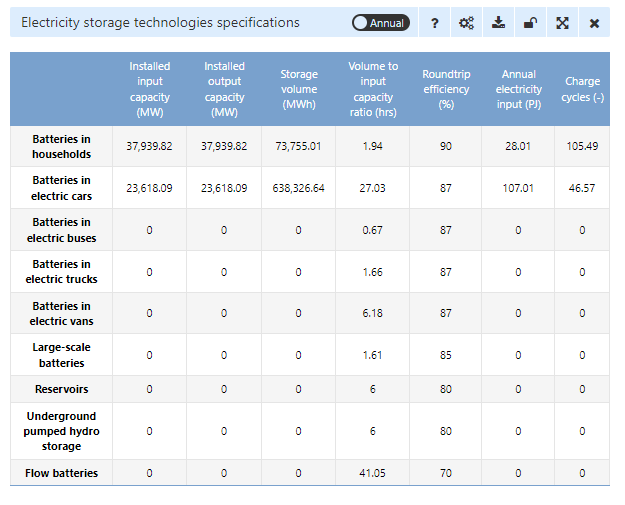 Electricity storage technologies specifications
Annual
?
Installed input capacity (MW)
Installed output capacity (MW)
Storage volume (MWh)
Volume to input capacity ratio (hrs)
Roundtrip efficiency (%)
Annual electricity input (PJ)
Charge cycles (-)
Batteries in households 37,939.82 37,939.82 73,755.01 1.94 90 28.01 105.49
Batteries in electric cars 23,618.09 23,618.09 638,326.64 27.03 87 107.01 46.57
Batteries in electric buses 0 0 0 0.67 87 0 0
Batteries in electric trucks 0 0 0 1.66 87 0 0
Batteries in electric vans 0 0 0 6.18 87 0 0
Large-scale batteries 0 0 0 1.61 85 0 0
Reservoirs 0 0 0 6 80 0 0
Underground pumped hydro storage 0 0 0 6 80 0 0
Flow batteries 0 0 0 41.05 70 0 0